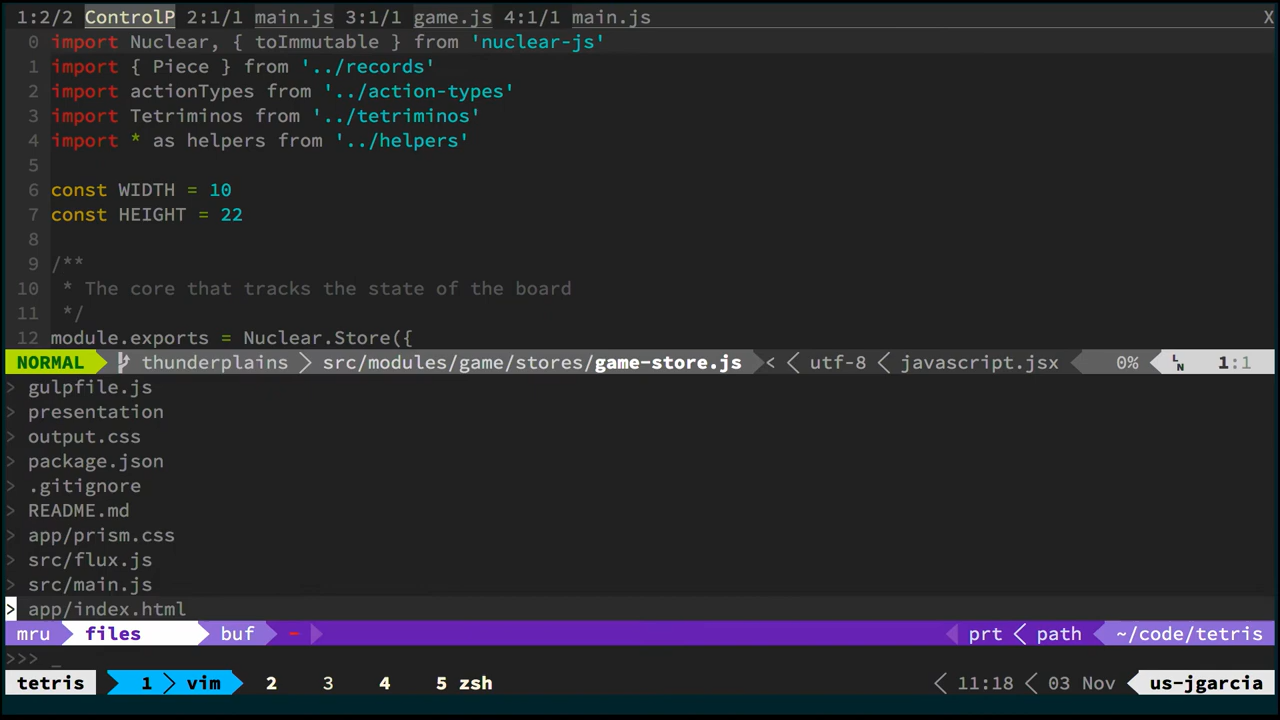 1:2/2 ControlP 2:1/1 main.js 3:1/1 game.js 4:1/1 main.js X
0 import Nuclear, { toImmutable } from 'nuclear-js'
1 import { Piece } from '../records'
2 import actionTypes from '../action-types'
3 import Tetriminos from '../tetriminos'
4 import * as helpers from '../helpers'
5
6 const WIDTH = 10
7 const HEIGHT = 22
8
9 /**
10 * The core that tracks the state of the board
11 */
12 module.exports = Nuclear.Store({
NORMAL thunderplains > src/modules/game/stores/game-store.js < < utf-8 < javascript.jsx 0% LN 1:1
> gulpfile.js
> presentation
> output.css
> package.json
> .gitignore
> README.md
> app/prism.css
> src/flux.js
> src/main.js
> app/index.html
mru files buf - prt < path ~/code/tetris
>>> _
tetris 1 > vim 2 3 4 5 zsh < 11:18 < 03 Nov us-jgarcia